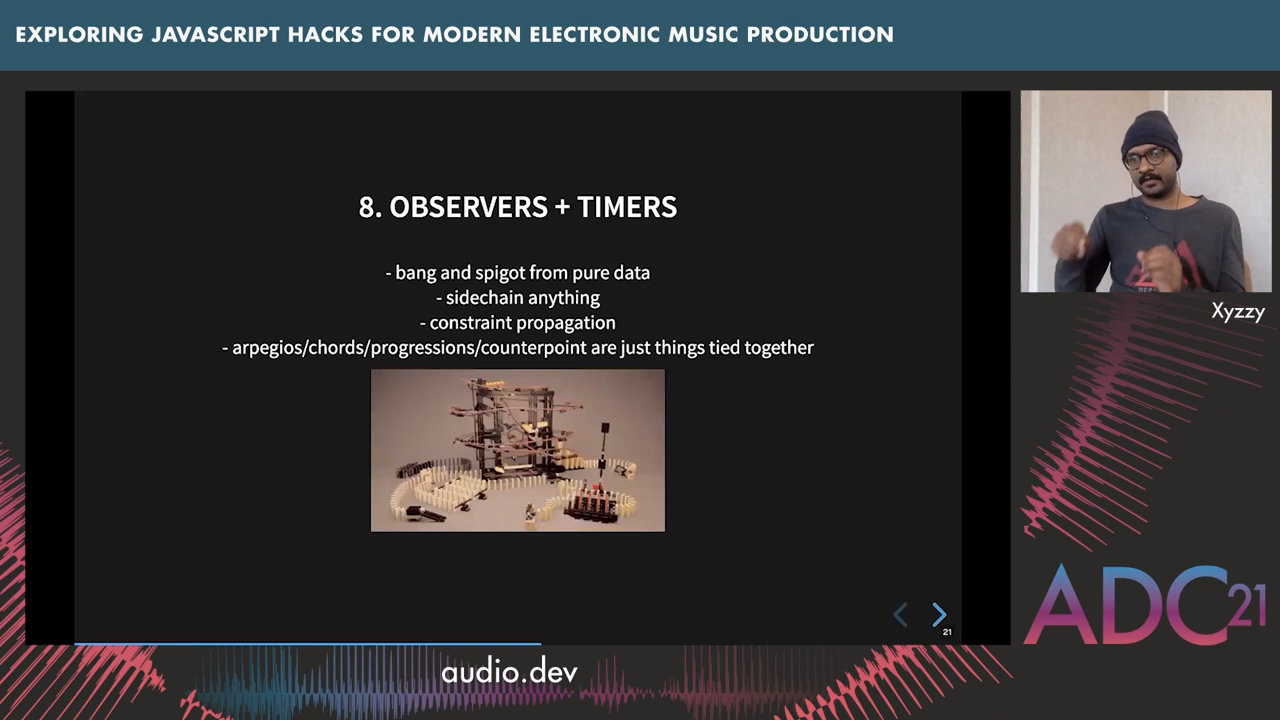 EXPLORING JAVASCRIPT HACKS FOR MODERN ELECTRONIC MUSIC PRODUCTION
8. OBSERVERS + TIMERS
- bang and spigot from pure data
- sidechain anything
- constraint propagation
- arpegios/chords/progressions/counterpoint are just things tied together
Xyzzy
ADC21
21
audio.dev